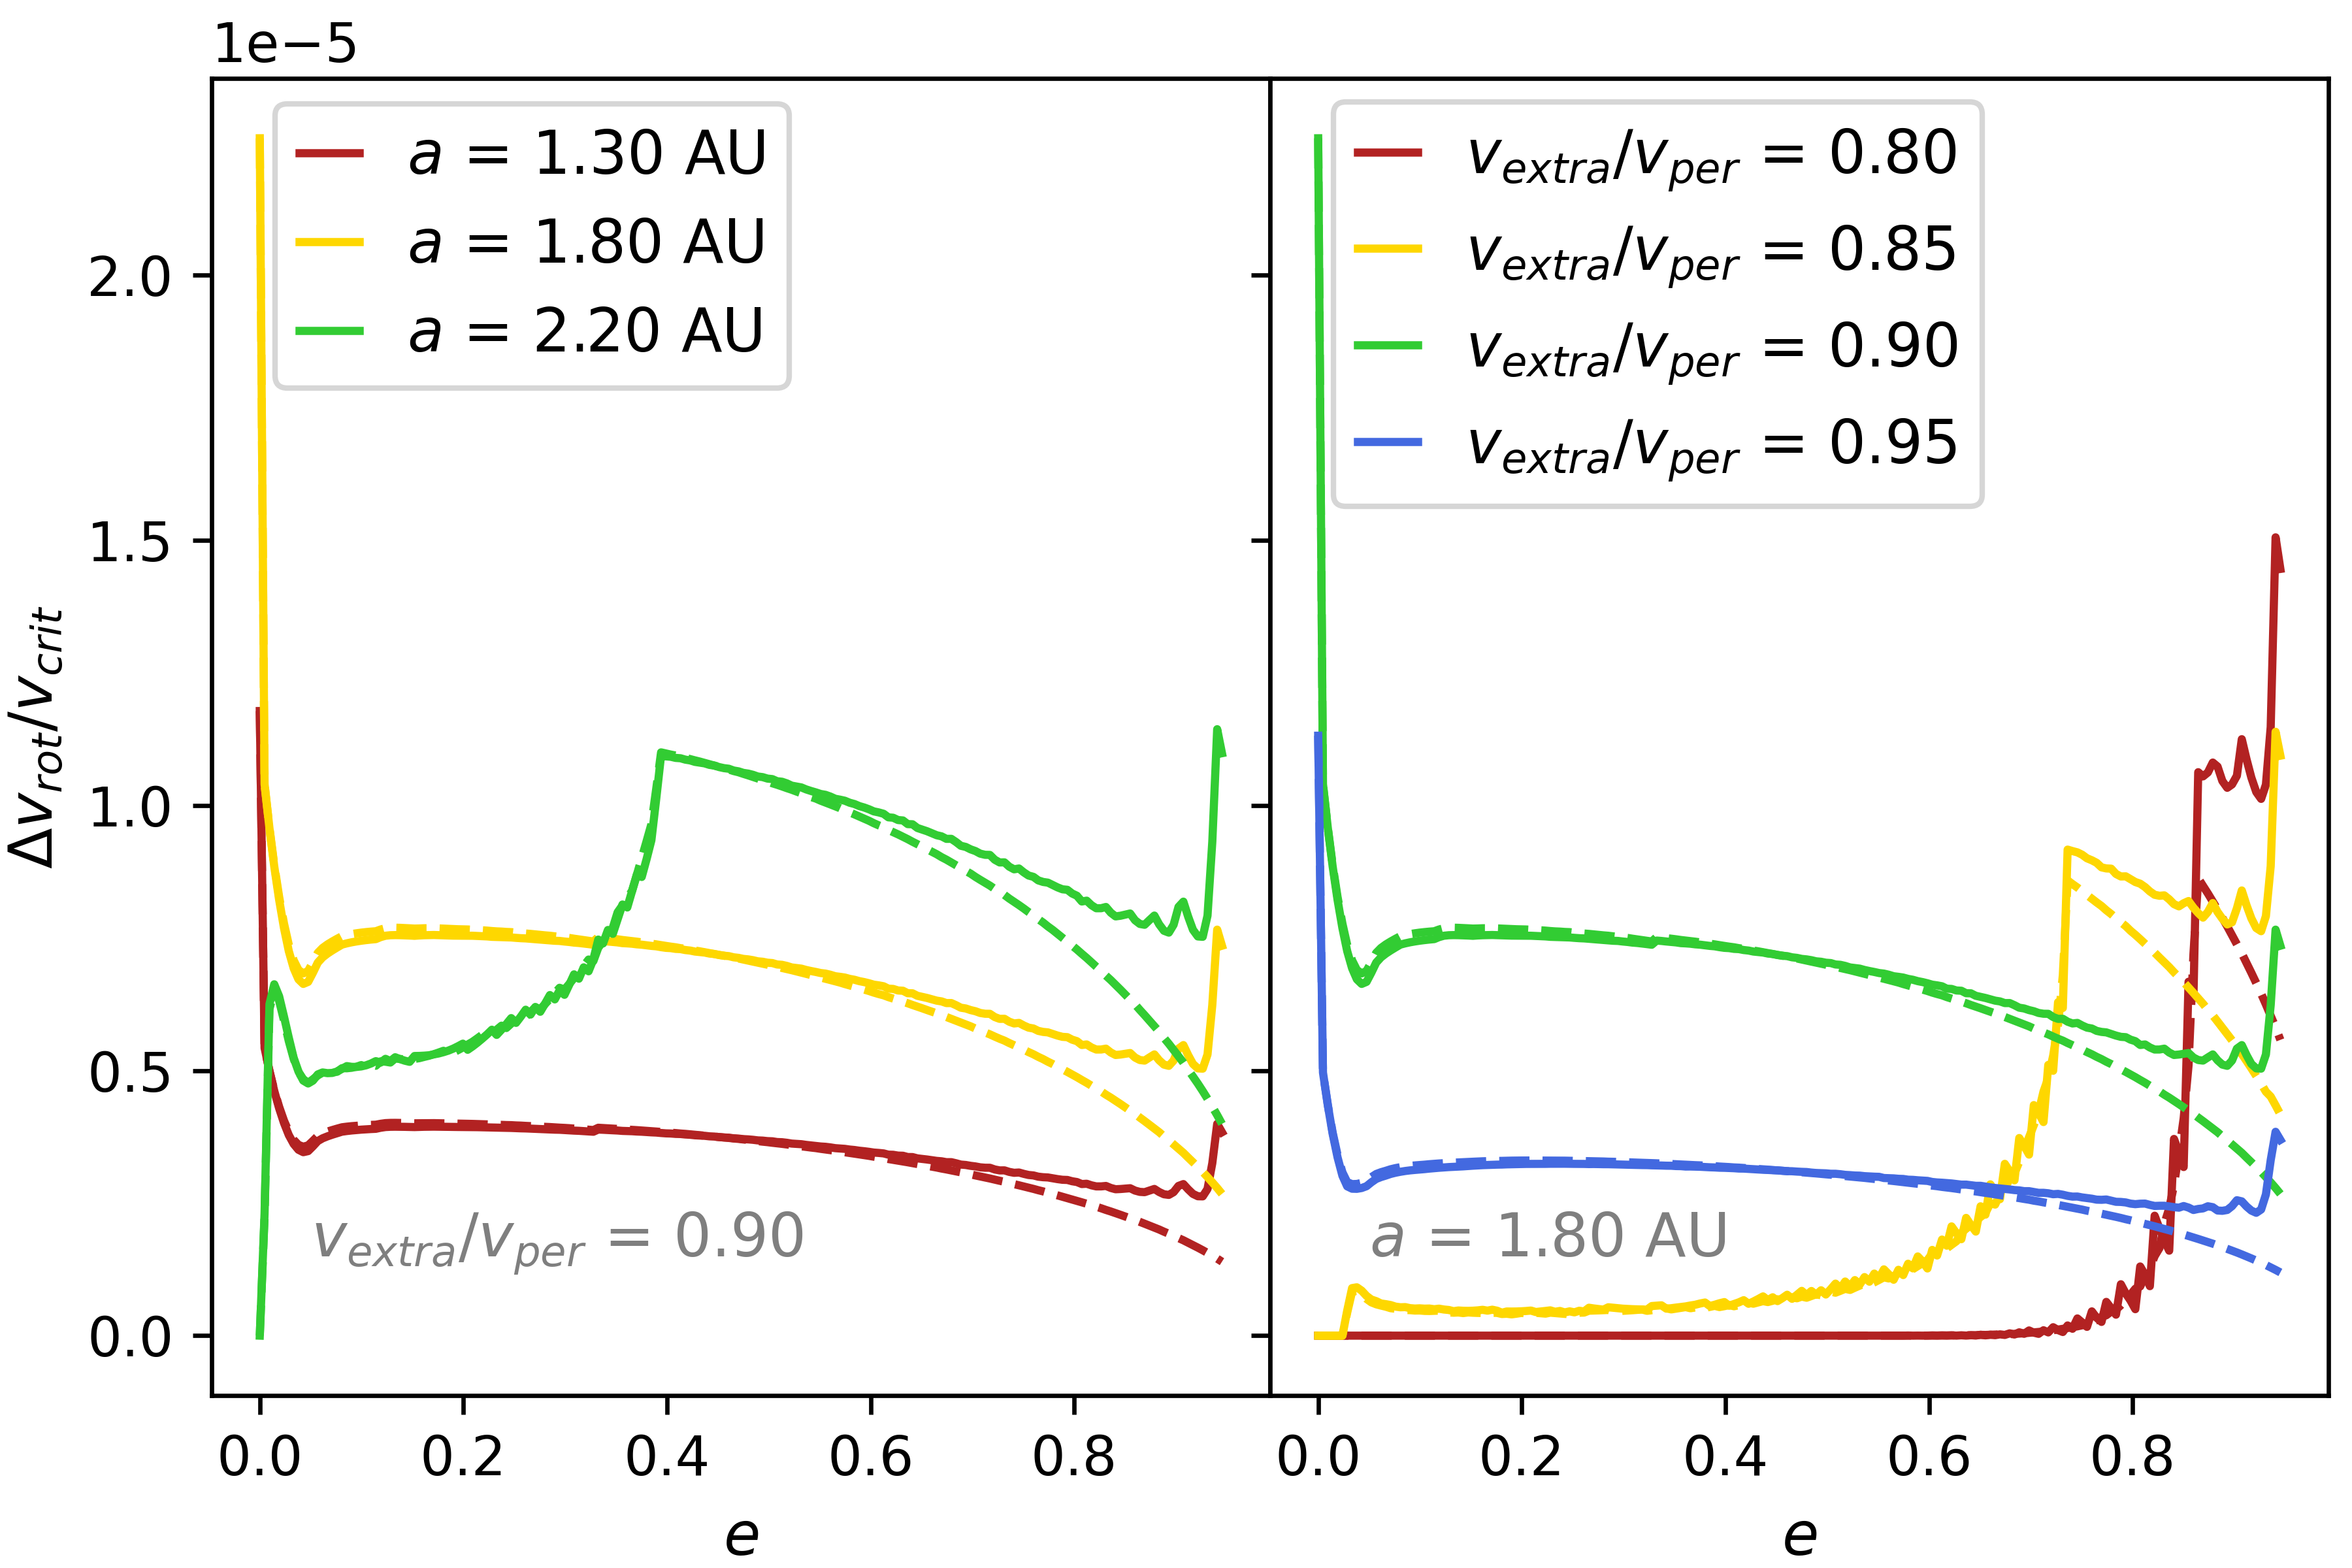 1e−5
a = 1.30 AU
a = 1.80 AU
a = 2.20 AU
v_extra/v_per = 0.80
v_extra/v_per = 0.85
v_extra/v_per = 0.90
v_extra/v_per = 0.95
2.0
1.5
1.0
0.5
0.0
Δv_rot/v_crit
v_extra/v_per = 0.90
a = 1.80 AU
0.0 0.2 0.4 0.6 0.8
0.0 0.2 0.4 0.6 0.8
e
e